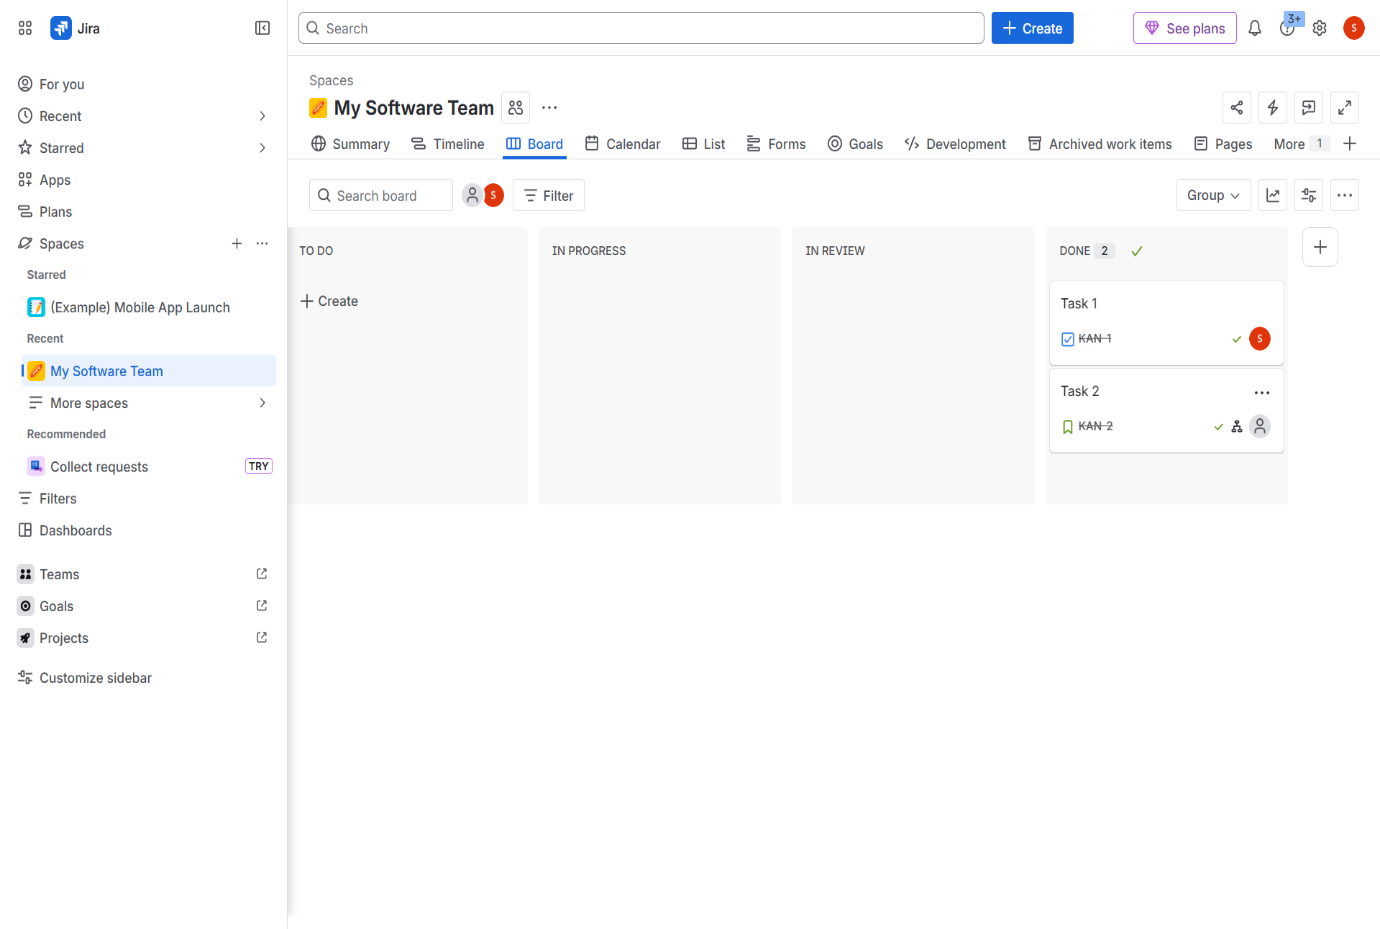 Jira
Search
Create
See plans
3+
S
For you
Recent
Starred
Apps
Plans
Spaces
Starred
(Example) Mobile App Launch
Recent
My Software Team
More spaces
Recommended
Collect requests
TRY
Filters
Dashboards
Teams
Goals
Projects
Customize sidebar
Spaces
My Software Team
Summary
Timeline
Board
Calendar
List
Forms
Goals
Development
Archived work items
Pages
More 1
Search board
S
Filter
Group
TO DO
Create
IN PROGRESS
IN REVIEW
DONE 2
Task 1
KAN-1
S
Task 2
KAN-2